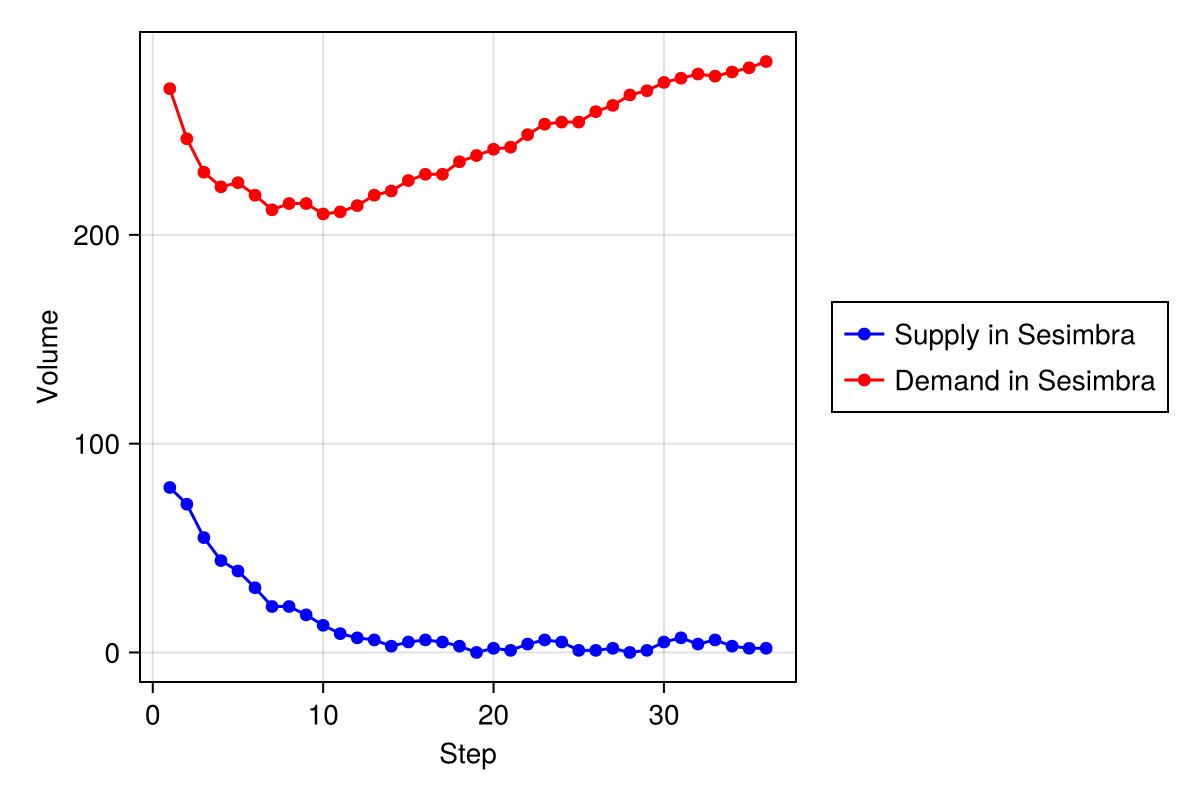 200
100
0
0 10 20 30
Volume
Step
Supply in Sesimbra
Demand in Sesimbra